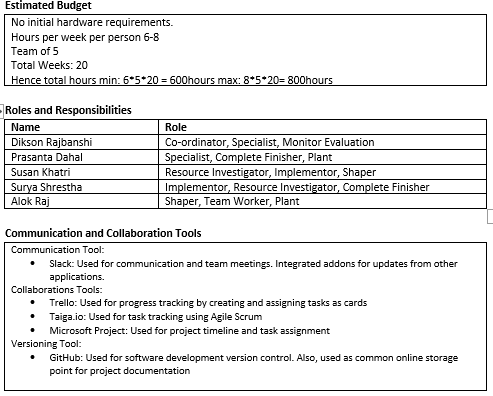 Estimated Budget
No initial hardware requirements.
Hours per week per person 6-8
Team of 5
Total Weeks: 20
Hence total hours min: 6*5*20 = 600hours max: 8*5*20= 800hours
Roles and Responsibilities
Name Role
Dikson Rajbanshi Co-ordinator, Specialist, Monitor Evaluation
Prasanta Dahal Specialist, Complete Finisher, Plant
Susan Khatri Resource Investigator, Implementor, Shaper
Surya Shrestha Implementor, Resource Investigator, Complete Finisher
Alok Raj Shaper, Team Worker, Plant
Communication and Collaboration Tools
Communication Tool:
• Slack: Used for communication and team meetings. Integrated addons for updates from other
applications.
Collaborations Tools:
• Trello: Used for progress tracking by creating and assigning tasks as cards
• Taiga.io: Used for task tracking using Agile Scrum
• Microsoft Project: Used for project timeline and task assignment
Versioning Tool:
• GitHub: Used for software development version control. Also, used as common online storage
point for project documentation